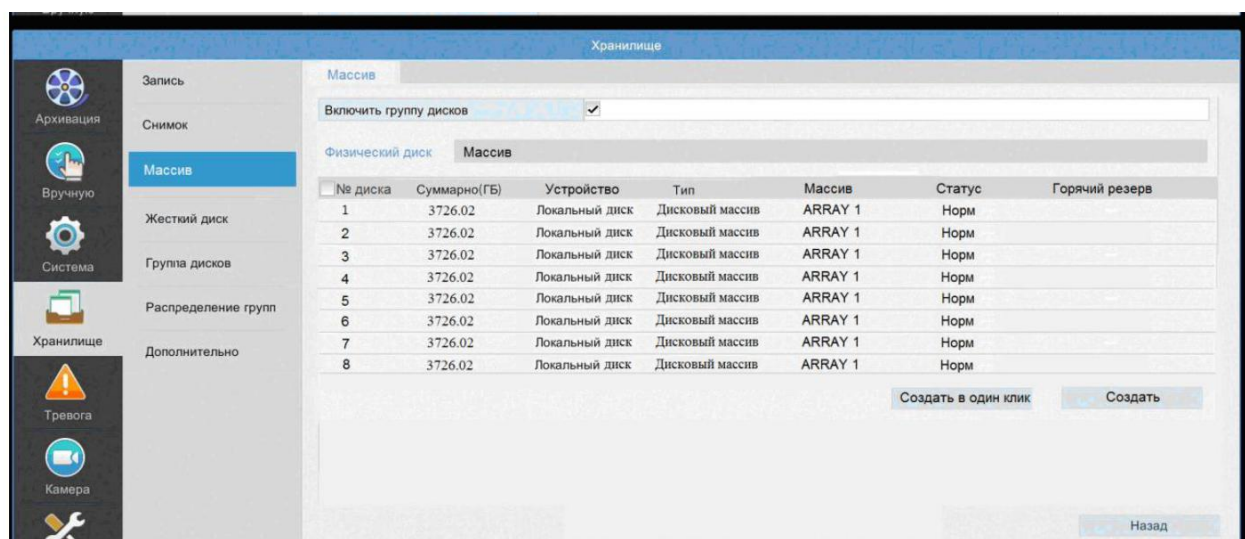 Хранилище
Архивация
Вручную
Система
Хранилище
Тревога
Камера
Запись
Снимок
Массив
Жесткий диск
Группа дисков
Распределение групп
Дополнительно
Массив
Включить группу дисков
Физический диск Массив
№ диска Суммарно(ГБ) Устройство Тип Массив Статус Горячий резерв
1 3726.02 Локальный диск Дисковый массив ARRAY 1 Норм
2 3726.02 Локальный диск Дисковый массив ARRAY 1 Норм
3 3726.02 Локальный диск Дисковый массив ARRAY 1 Норм
4 3726.02 Локальный диск Дисковый массив ARRAY 1 Норм
5 3726.02 Локальный диск Дисковый массив ARRAY 1 Норм
6 3726.02 Локальный диск Дисковый массив ARRAY 1 Норм
7 3726.02 Локальный диск Дисковый массив ARRAY 1 Норм
8 3726.02 Локальный диск Дисковый массив ARRAY 1 Норм
Создать в один клик Создать
Назад